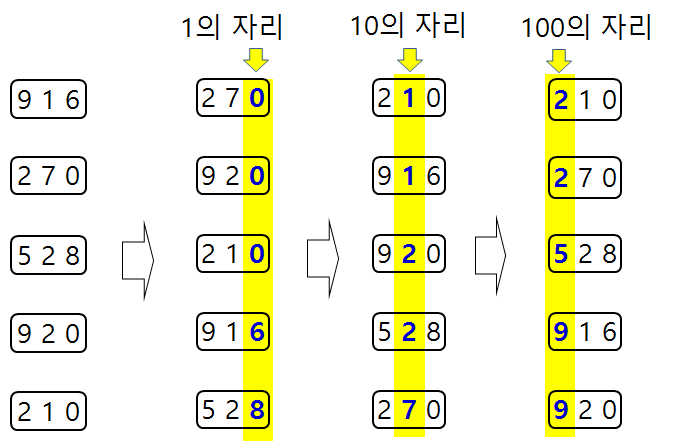 1의 자리 10의 자리 100의 자리
9 1 6 2 7 0 2 1 0 2 1 0
2 7 0 9 2 0 9 1 6 2 7 0
5 2 8 2 1 0 9 2 0 5 2 8
9 2 0 9 1 6 5 2 8 9 1 6
2 1 0 5 2 8 2 7 0 9 2 0